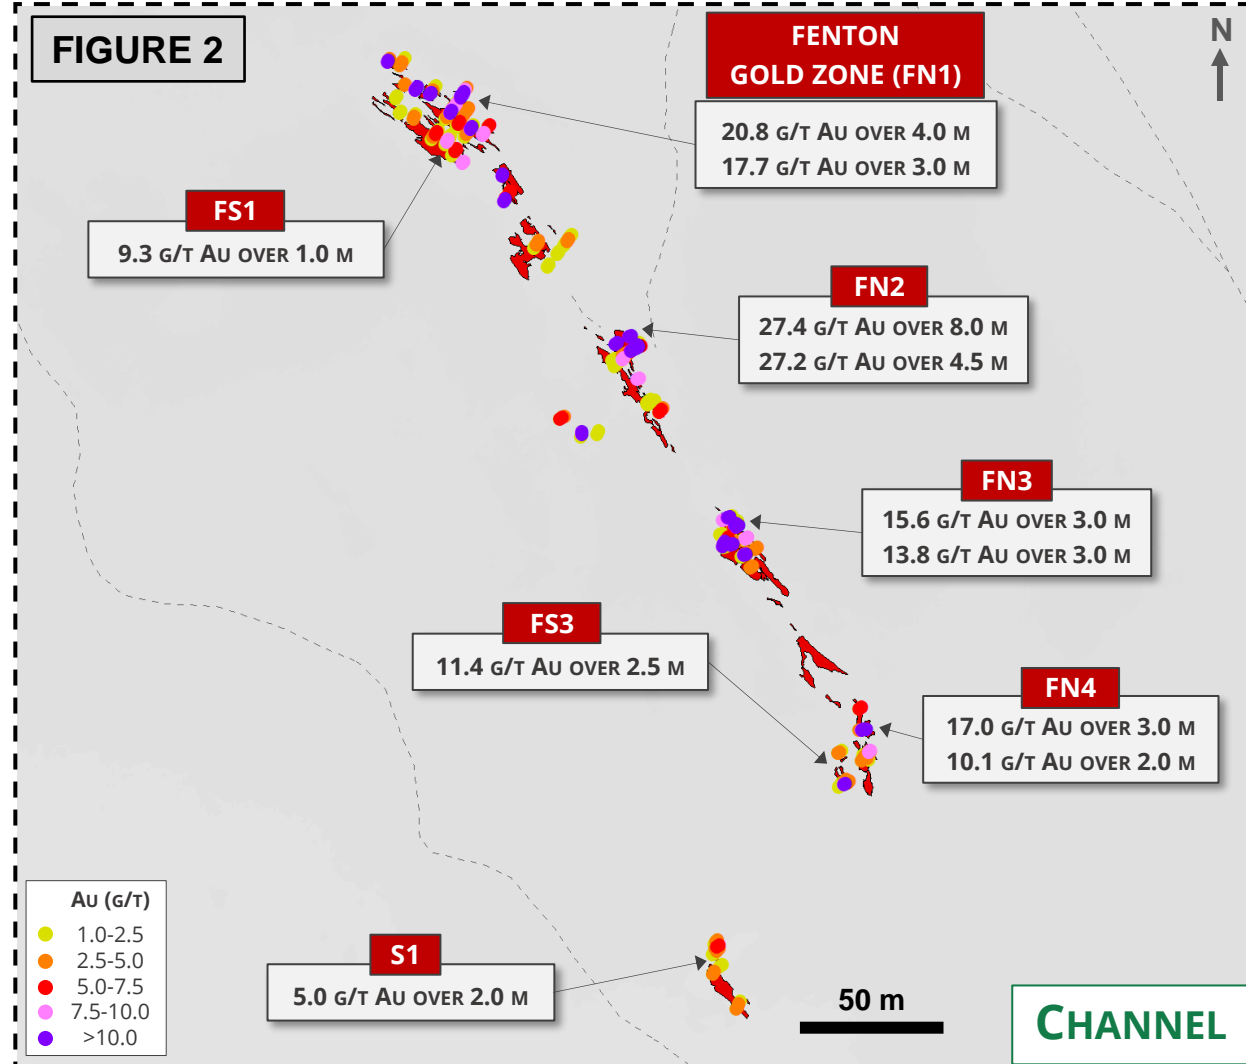 FIGURE 2
FENTON
GOLD ZONE (FN1)
20.8 G/T AU OVER 4.0 M
17.7 G/T AU OVER 3.0 M
N
FS1
9.3 G/T AU OVER 1.0 M
FN2
27.4 G/T AU OVER 8.0 M
27.2 G/T AU OVER 4.5 M
FN3
15.6 G/T AU OVER 3.0 M
13.8 G/T AU OVER 3.0 M
FS3
11.4 G/T AU OVER 2.5 M
FN4
17.0 G/T AU OVER 3.0 M
10.1 G/T AU OVER 2.0 M
AU (G/T)
1.0-2.5
2.5-5.0
5.0-7.5
7.5-10.0
>10.0
S1
5.0 G/T AU OVER 2.0 M
50 m
CHANNEL